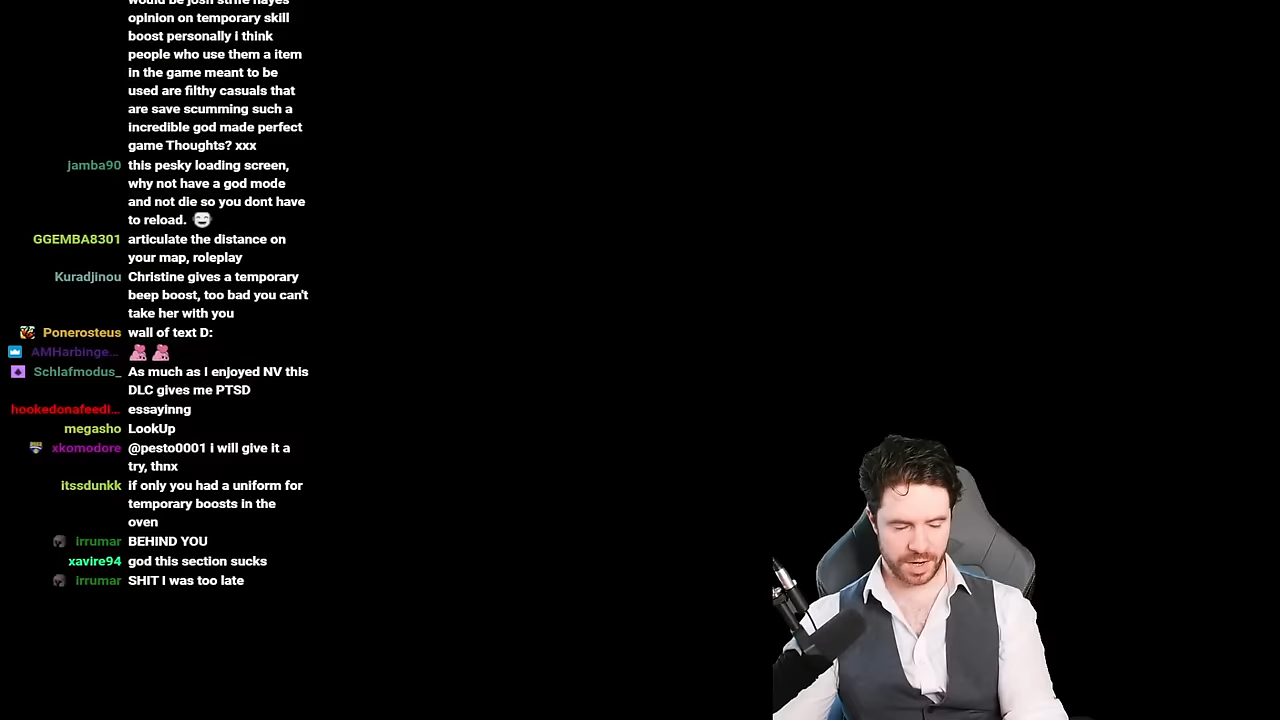 would be josh strife hayes
opinion on temporary skill
boost personally i think
people who use them a item
in the game meant to be
used are filthy casuals that
are save scumming such a
incredible god made perfect
game Thoughts? xxx
jamba90 this pesky loading screen,
why not have a god mode
and not die so you dont have
to reload.
GGEMBA8301 articulate the distance on
your map, roleplay
Kuradjinou Christine gives a temporary
beep boost, too bad you can't
take her with you
Ponerosteus wall of text D:
AMHarbinge...
Schlafmodus_ As much as I enjoyed NV this
DLC gives me PTSD
hookedonafeedi... essayinng
megasho LookUp
xkomodore @pesto0001 i will give it a
try, thnx
itssdunkk if only you had a uniform for
temporary boosts in the
oven
irrumar BEHIND YOU
xavire94 god this section sucks
irrumar SHIT I was too late